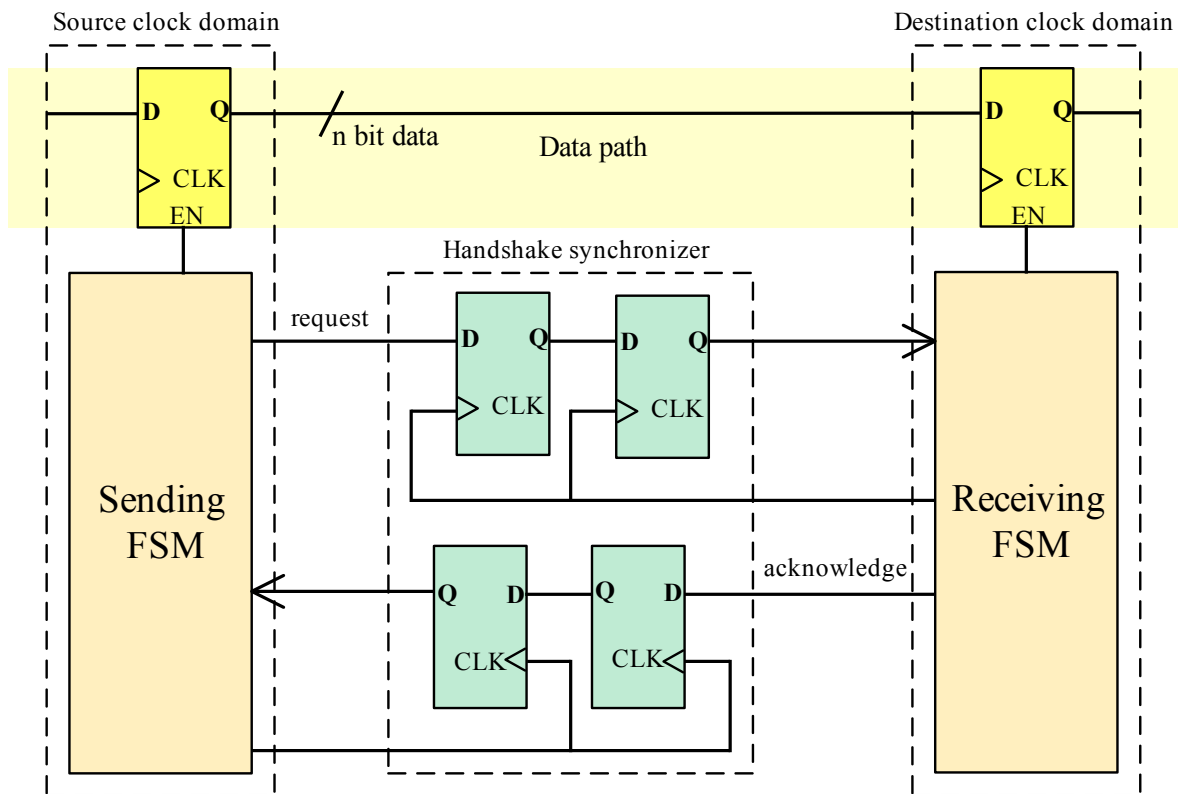 Source clock domain
Destination clock domain
D Q
n bit data
Data path
D Q
CLK
EN
CLK
EN
Handshake synchronizer
request
D Q
D Q
CLK
CLK
Sending
FSM
Receiving
FSM
acknowledge
Q D
Q D
CLK
CLK